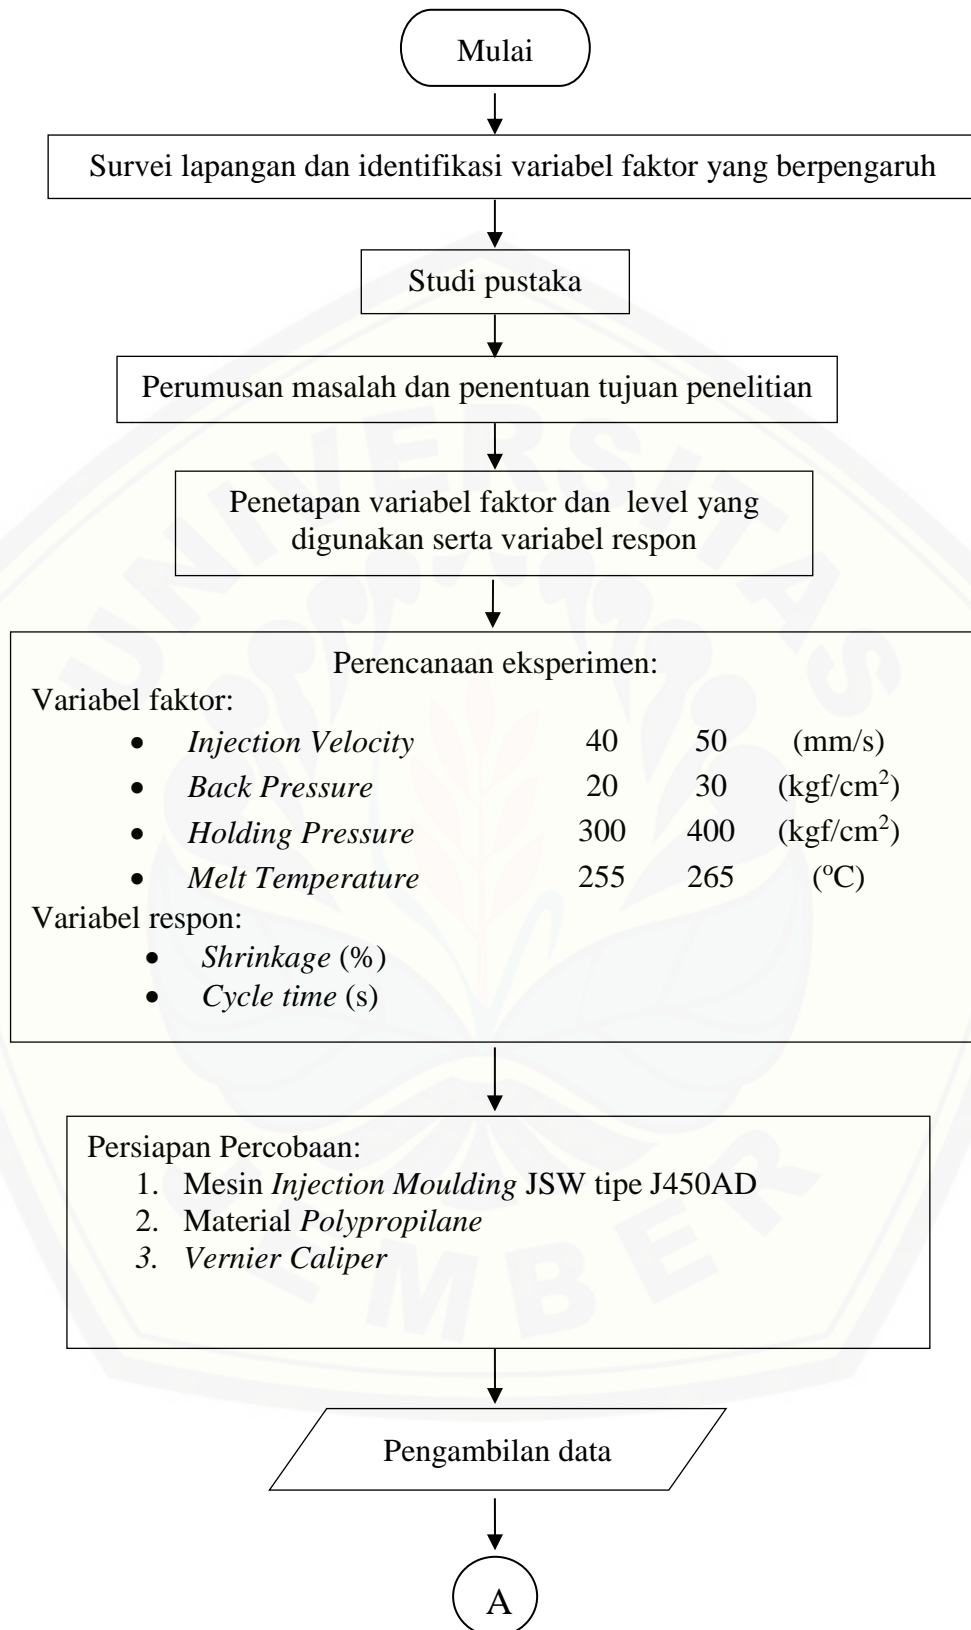 Mulai
Survei lapangan dan identifikasi variabel faktor yang berpengaruh
Studi pustaka
Perumusan masalah dan penentuan tujuan penelitian
Penetapan variabel faktor dan level yang
digunakan serta variabel respon
Perencanaan eksperimen:
Variabel faktor:
• Injection Velocity 40 50 (mm/s)
• Back Pressure 20 30 (kgf/cm²)
• Holding Pressure 300 400 (kgf/cm²)
• Melt Temperature 255 265 (°C)
Variabel respon:
• Shrinkage (%)
• Cycle time (s)
Persiapan Percobaan:
1. Mesin Injection Moulding JSW tipe J450AD
2. Material Polypropilane
3. Vernier Caliper
Pengambilan data
A
UNIVERSITAS
EMBER